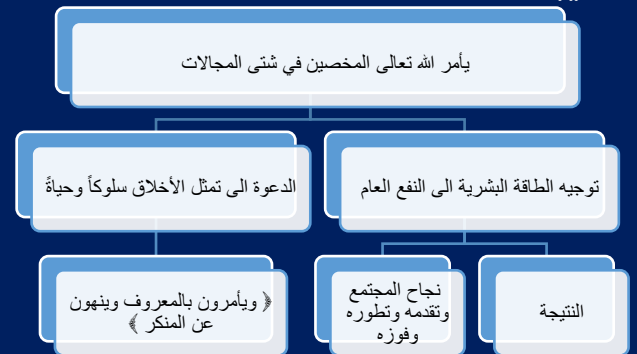 يأمر الله تعالى المخصين في شتى المجالات
توجيه الطاقة البشرية الى النفع العام
الدعوة الى تمثل الأخلاق سلوكاً وحياةً
النتيجة
نجاح المجتمع
وتقدمه وتطوره
وفوزه
﴿ ويأمرون بالمعروف وينهون
عن المنكر ﴾